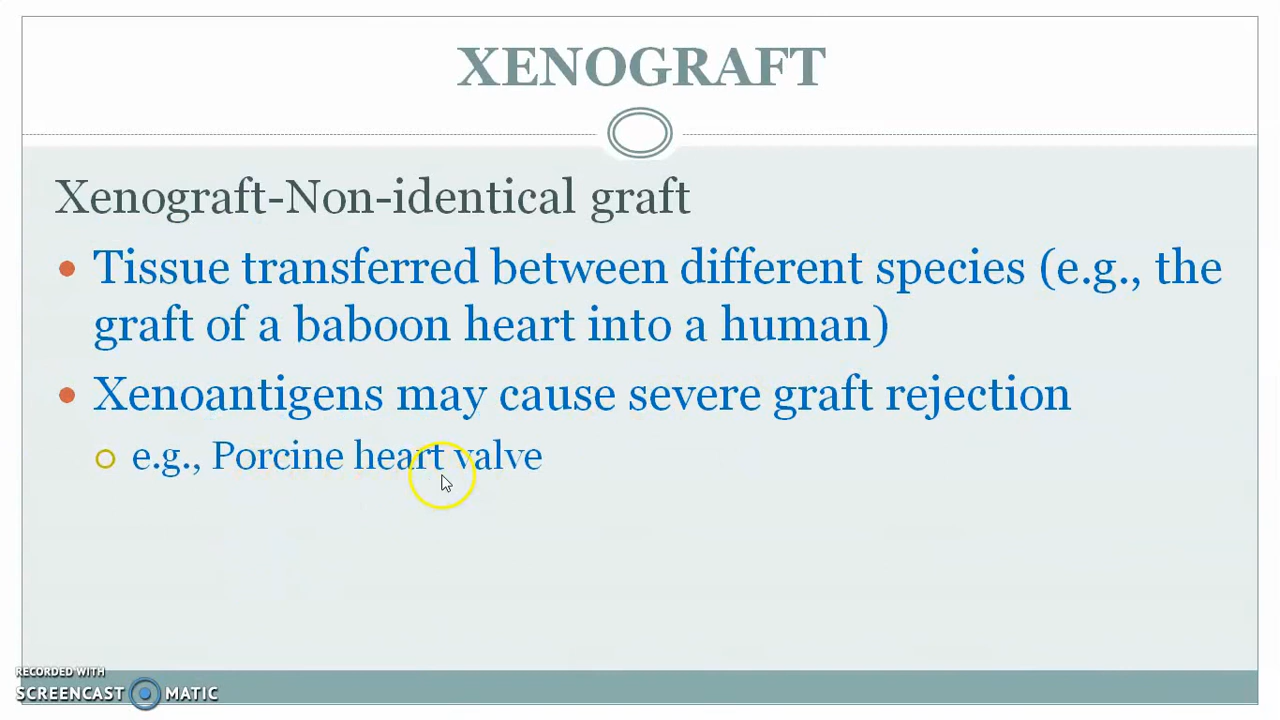 XENOGRAFT
Xenograft-Non-identical graft
• Tissue transferred between different species (e.g., the
graft of a baboon heart into a human)
• Xenoantigens may cause severe graft rejection
e.g., Porcine heart valve
RECORDED WITH
SCREENCAST MATIC